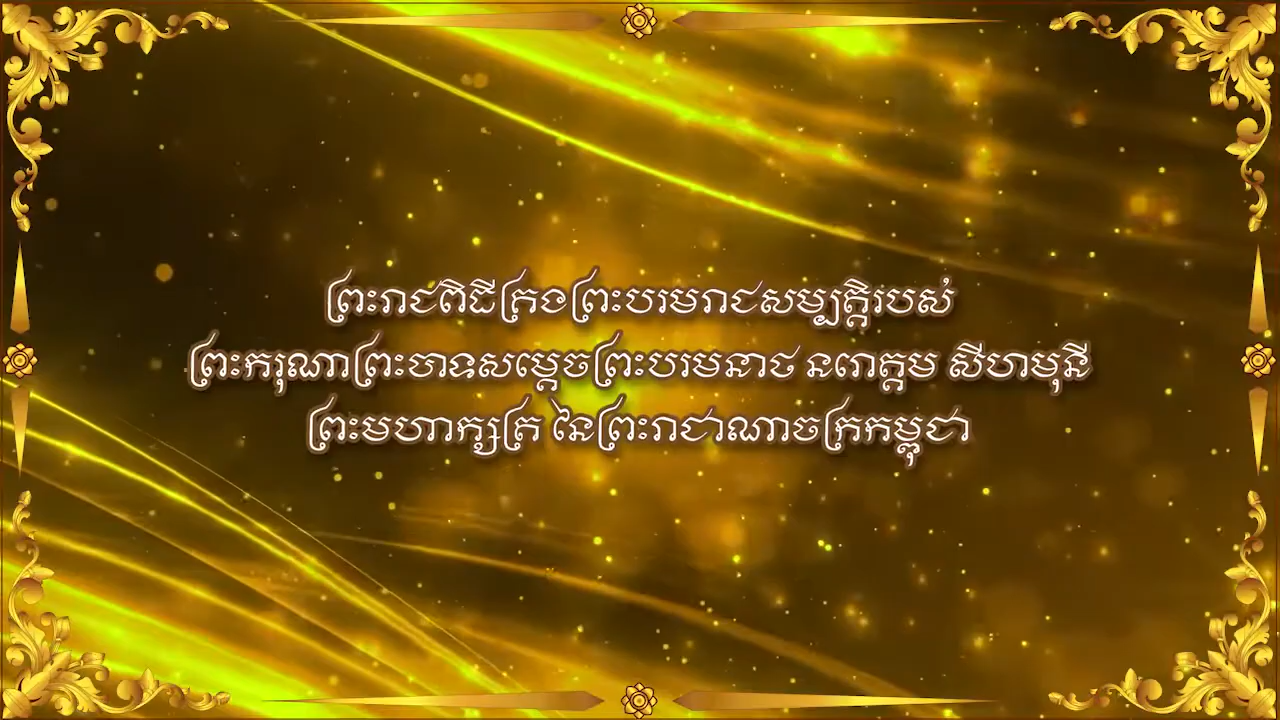 ព្រះរាជពិធីគ្រងព្រះបរមរាជសម្បត្តិរបស់
ព្រះករុណាព្រះបាទសម្តេចព្រះបរមនាថ នរោត្តម សីហមុនី
ព្រះមហាក្សត្រ នៃព្រះរាជាណាចក្រកម្ពុជា